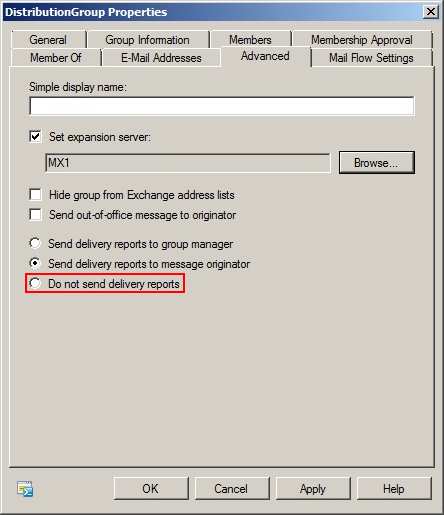 DistributionGroup Properties
General Group Information Members Membership Approval
Member Of E-Mail Addresses Advanced Mail Flow Settings
Simple display name:
Set expansion server:
MX1 Browse...
Hide group from Exchange address lists
Send out-of-office message to originator
Send delivery reports to group manager
Send delivery reports to message originator
Do not send delivery reports
OK Cancel Apply Help